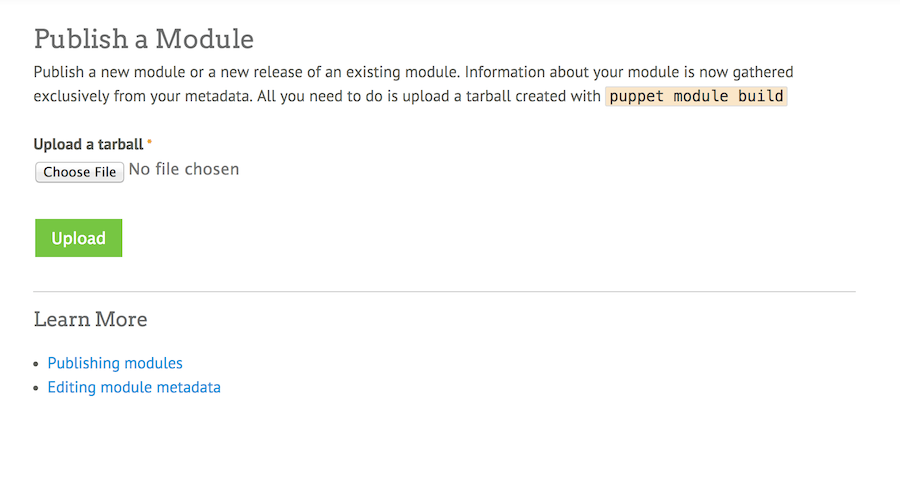 Publish a Module
Publish a new module or a new release of an existing module. Information about your module is now gathered
exclusively from your metadata. All you need to do is upload a tarball created with puppet module build
Upload a tarball *
Choose File No file chosen
Upload
Learn More
• Publishing modules
• Editing module metadata